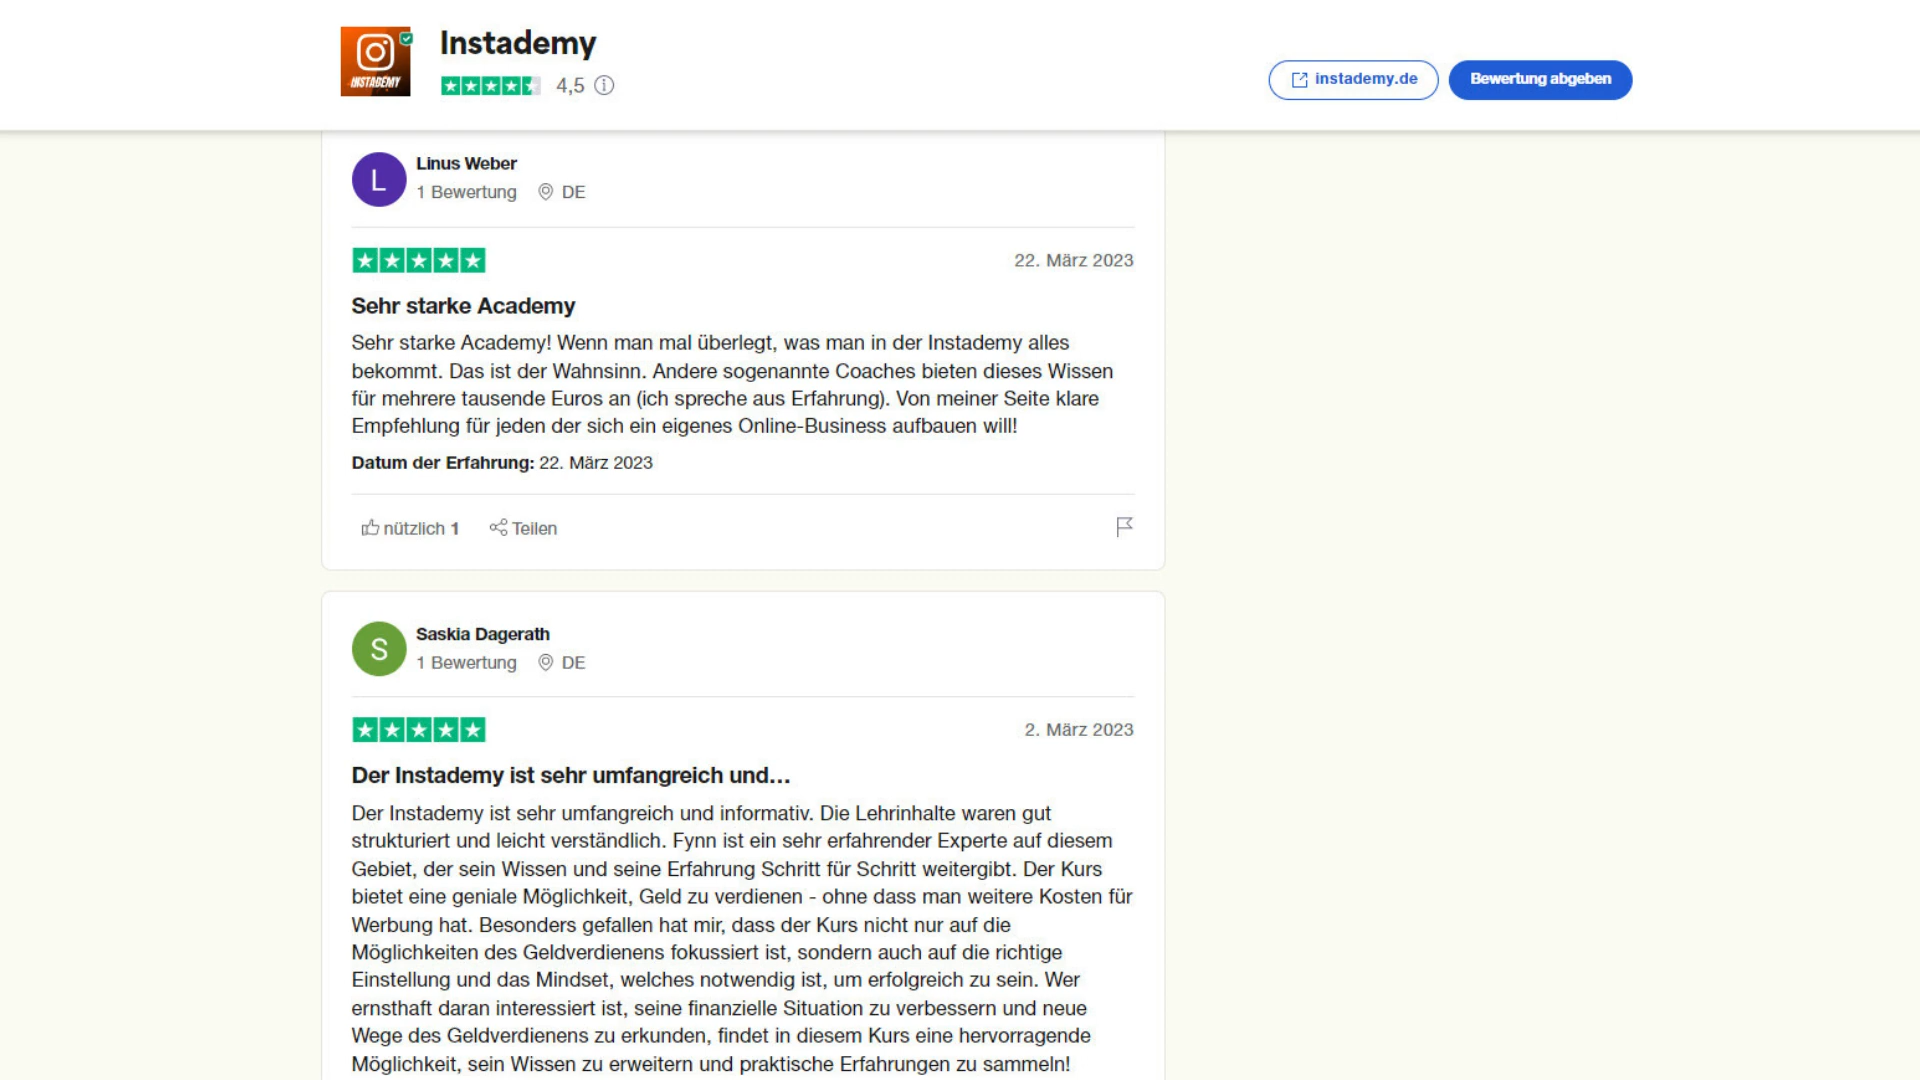 INSTADEMY
Instademy
4,5
instademy.de
Bewertung abgeben
L
Linus Weber
1 Bewertung DE
22. März 2023
Sehr starke Academy
Sehr starke Academy! Wenn man mal überlegt, was man in der Instademy alles
bekommt. Das ist der Wahnsinn. Andere sogenannte Coaches bieten dieses Wissen
für mehrere tausende Euros an (ich spreche aus Erfahrung). Von meiner Seite klare
Empfehlung für jeden der sich ein eigenes Online-Business aufbauen will!
Datum der Erfahrung: 22. März 2023
nützlich 1 Teilen
S
Saskia Dagerath
1 Bewertung DE
2. März 2023
Der Instademy ist sehr umfangreich und…
Der Instademy ist sehr umfangreich und informativ. Die Lehrinhalte waren gut
strukturiert und leicht verständlich. Fynn ist ein sehr erfahrender Experte auf diesem
Gebiet, der sein Wissen und seine Erfahrung Schritt für Schritt weitergibt. Der Kurs
bietet eine geniale Möglichkeit, Geld zu verdienen - ohne dass man weitere Kosten für
Werbung hat. Besonders gefallen hat mir, dass der Kurs nicht nur auf die
Möglichkeiten des Geldverdienens fokussiert ist, sondern auch auf die richtige
Einstellung und das Mindset, welches notwendig ist, um erfolgreich zu sein. Wer
ernsthaft daran interessiert ist, seine finanzielle Situation zu verbessern und neue
Wege des Geldverdienens zu erkunden, findet in diesem Kurs eine hervorragende
Möglichkeit, sein Wissen zu erweitern und praktische Erfahrungen zu sammeln!